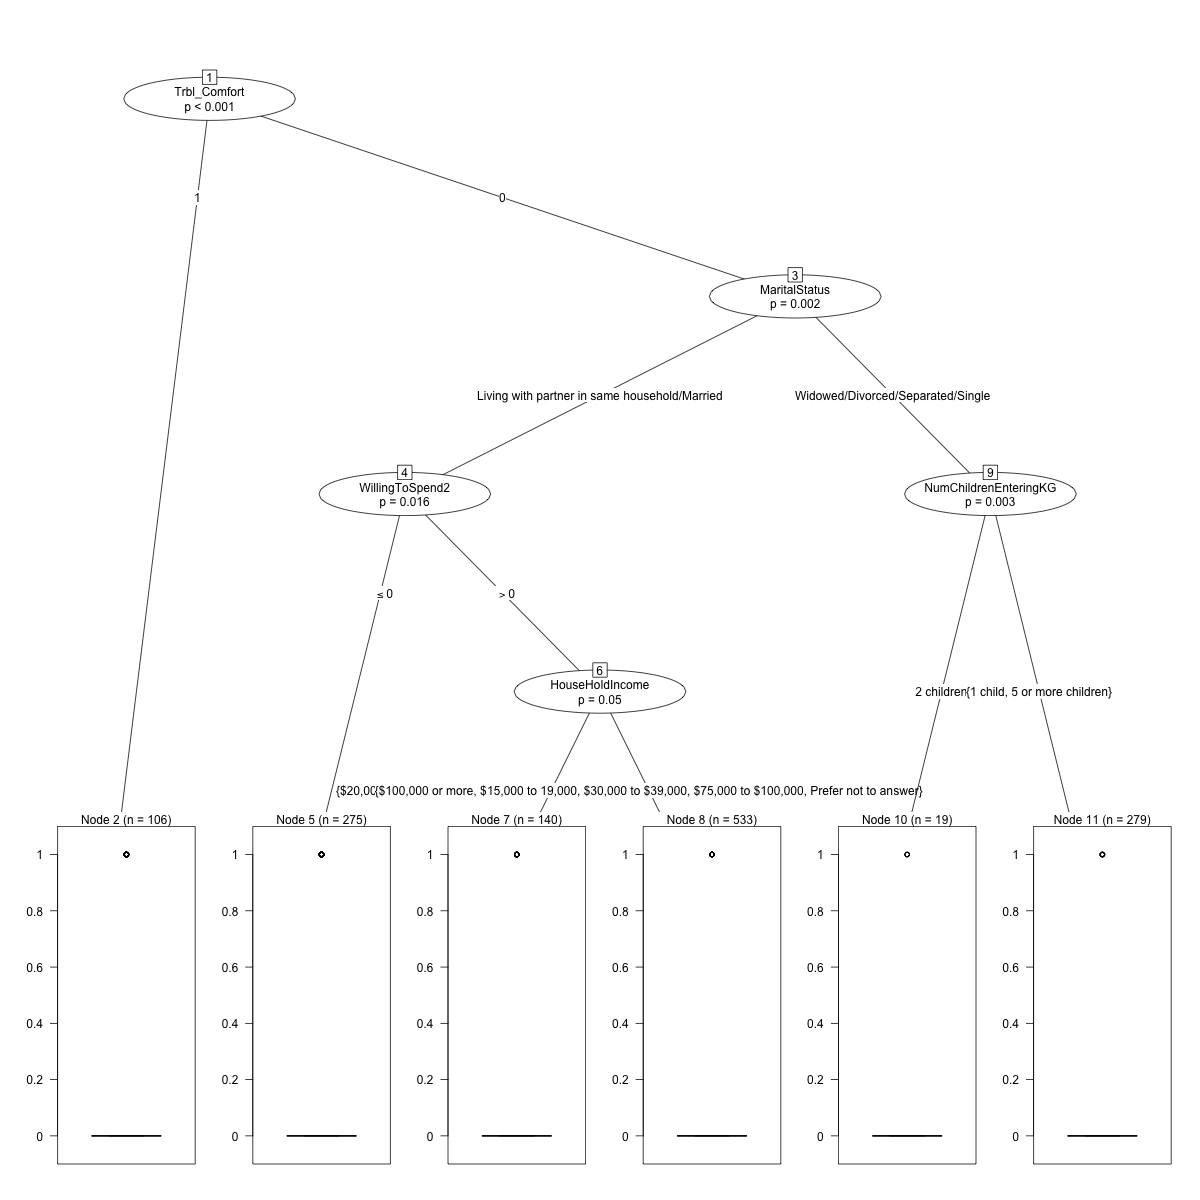 1
Trbl_Comfort
p < 0.001
1
0
3
MaritalStatus
p = 0.002
Living with partner in same household/Married
Widowed/Divorced/Separated/Single
4
WillingToSpend2
p = 0.016
9
NumChildrenEnteringKG
p = 0.003
≤ 0
> 0
6
HouseHoldIncome
p = 0.05
2 children
{1 child, 5 or more children}
{$100,000 or more, $15,000 to 19,000, $30,000 to $39,000, $75,000 to $100,000, Prefer not to answer}
Node 2 (n = 106)
Node 5 (n = 275)
Node 7 (n = 140)
Node 8 (n = 533)
Node 10 (n = 19)
Node 11 (n = 279)
1
0.8
0.6
0.4
0.2
0
1
0.8
0.6
0.4
0.2
0
1
0.8
0.6
0.4
0.2
0
1
0.8
0.6
0.4
0.2
0
1
0.8
0.6
0.4
0.2
0
1
0.8
0.6
0.4
0.2
0